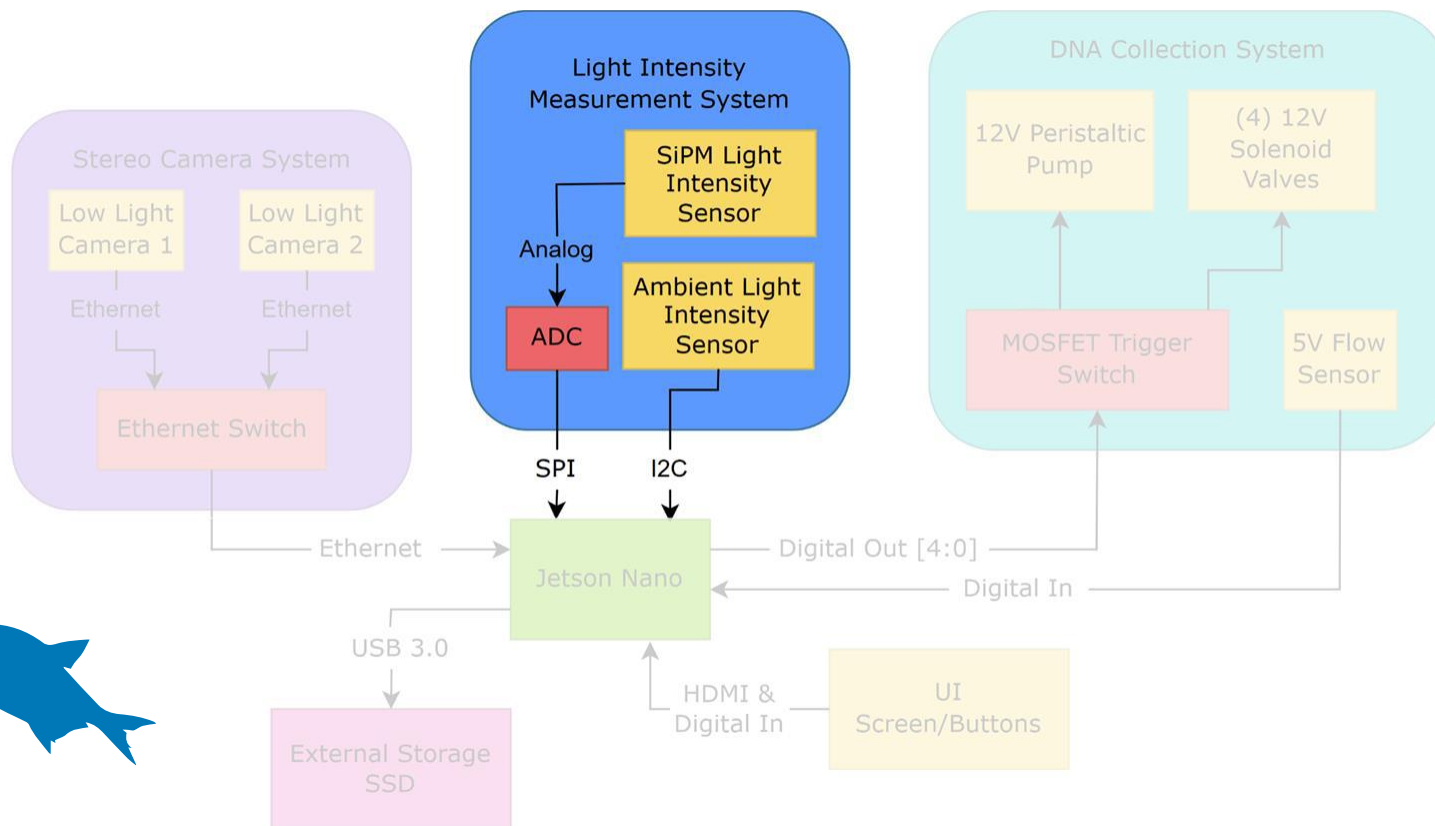 Stereo Camera System
Low Light
Camera 1
Low Light
Camera 2
Ethernet
Ethernet
Ethernet Switch
Light Intensity
Measurement System
SiPM Light
Intensity
Sensor
Analog
ADC
Ambient Light
Intensity
Sensor
SPI
I2C
DNA Collection System
12V Peristaltic
Pump
(4) 12V
Solenoid
Valves
MOSFET Trigger
Switch
5V Flow
Sensor
Ethernet
Jetson Nano
Digital Out [4:0]
Digital In
USB 3.0
HDMI &
Digital In
UI
Screen/Buttons
External Storage
SSD